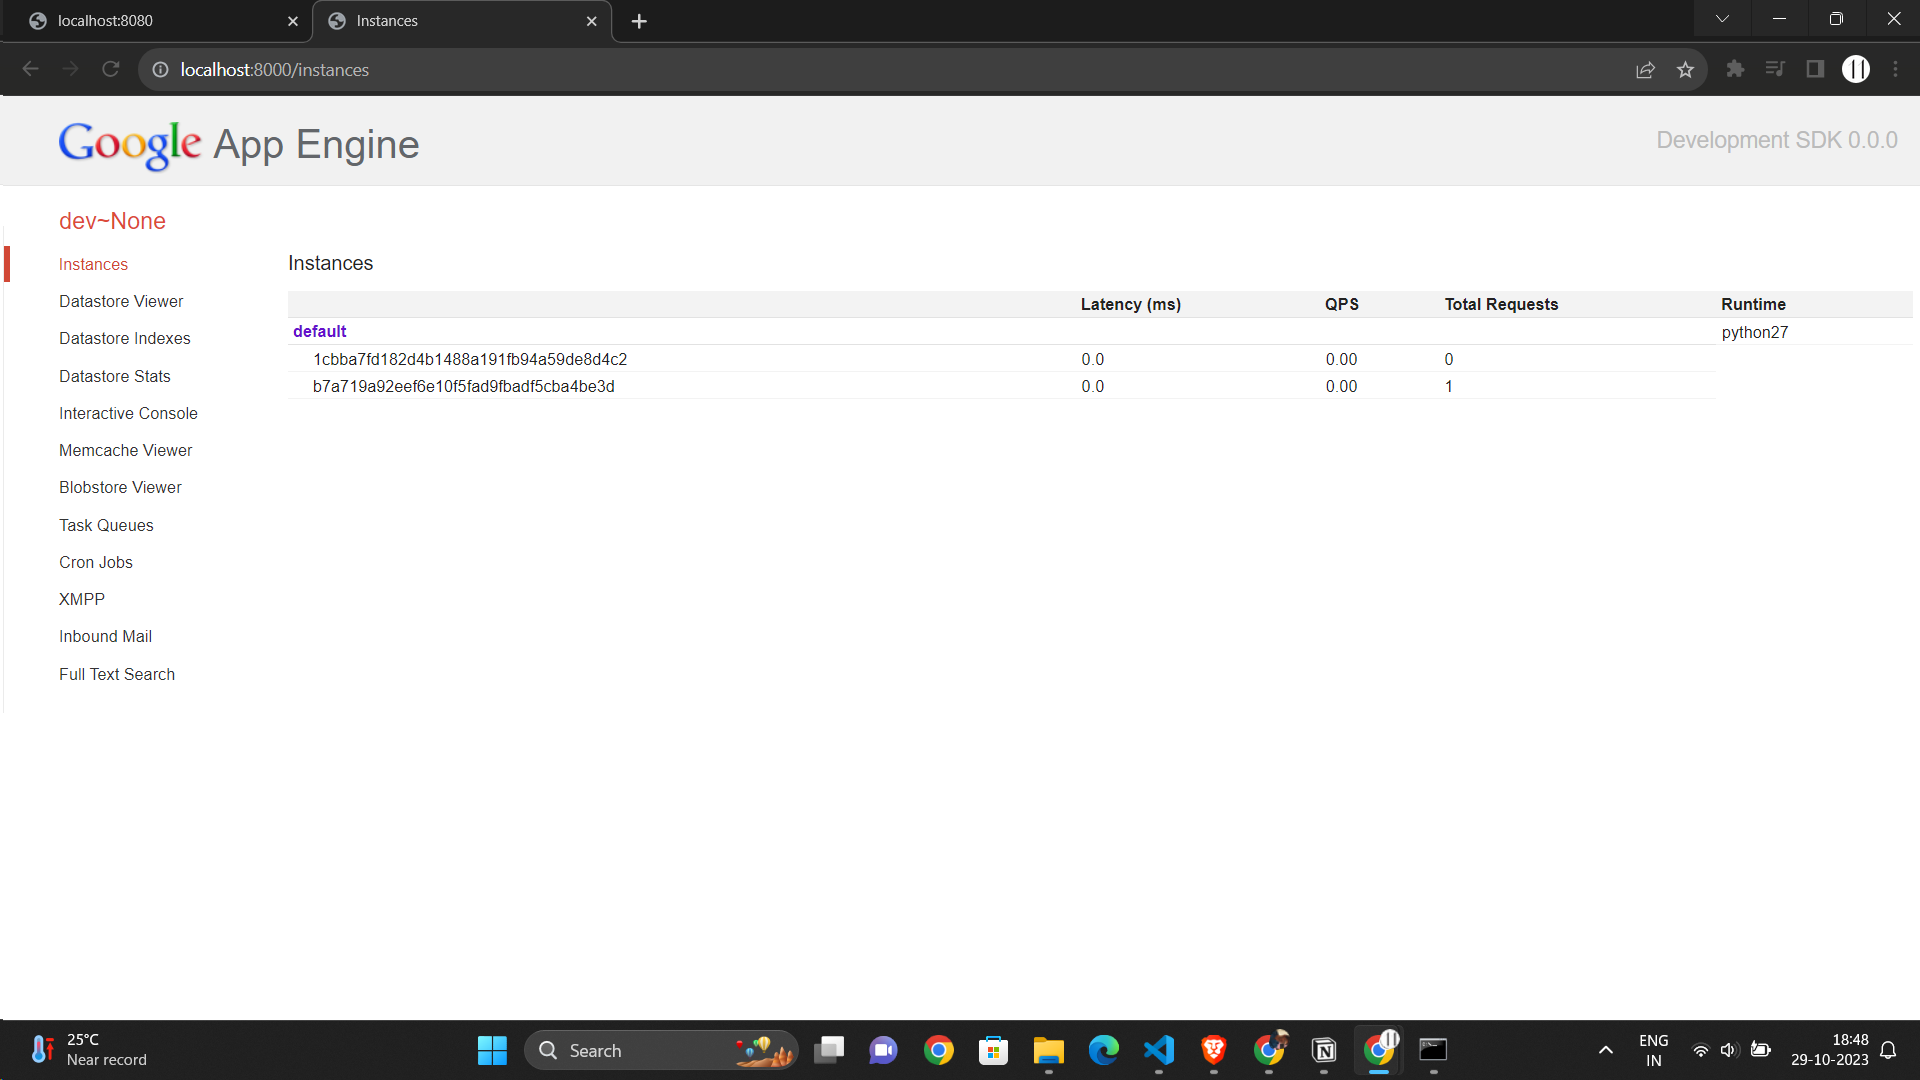 localhost:8080
Instances
localhost:8000/instances
Google App Engine
Development SDK 0.0.0
dev~None
Instances
Datastore Viewer
Datastore Indexes
Datastore Stats
Interactive Console
Memcache Viewer
Blobstore Viewer
Task Queues
Cron Jobs
XMPP
Inbound Mail
Full Text Search
Instances
Latency (ms) QPS Total Requests Runtime
default python27
1cbba7fd182d4b1488a191fb94a59de8d4c2 0.0 0.00 0
b7a719a92eef6e10f5fad9fbadf5cba4be3d 0.0 0.00 1
25°C
Near record
Search
ENG
IN
18:48
29-10-2023